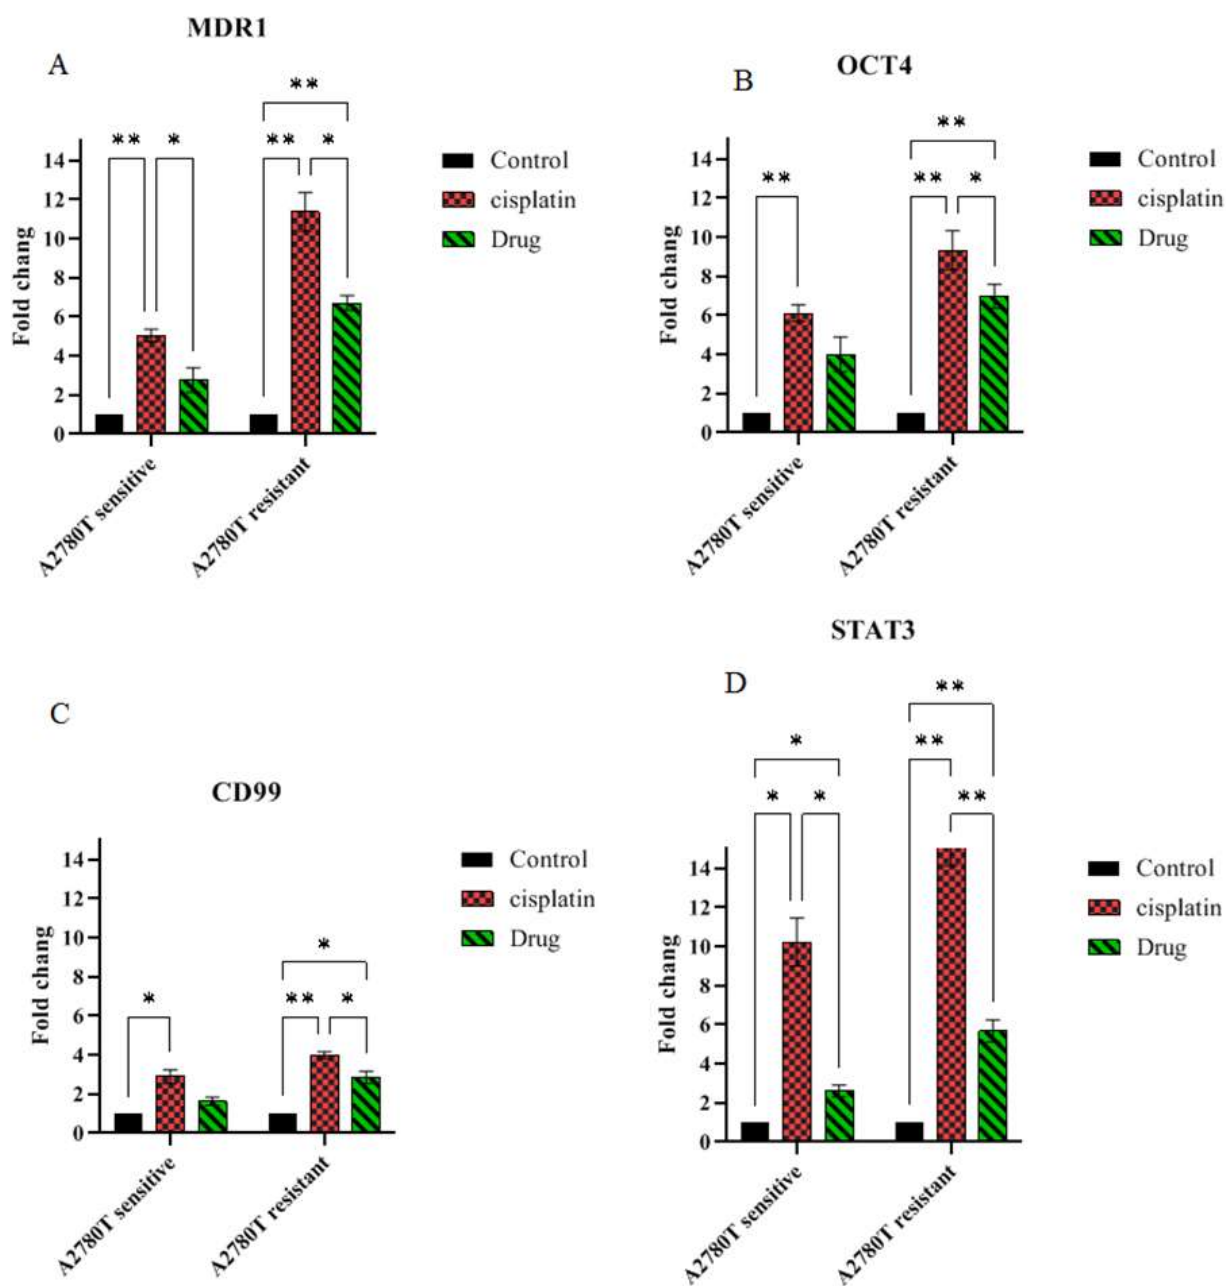 MDR1
A
** * ** * **
14
12
10
8
6
4
2
0
Fold chang
A2780T sensitive
A2780T resistant
Control
cisplatin
Drug
OCT4
B
** ** * **
14
12
10
8
6
4
2
0
Fold chang
A2780T sensitive
A2780T resistant
Control
cisplatin
Drug
C
CD99
* ** * *
14
12
10
8
6
4
2
0
Fold chang
A2780T sensitive
A2780T resistant
Control
cisplatin
Drug
STAT3
D
* * * ** ** **
14
12
10
8
6
4
2
0
Fold chang
A2780T sensitive
A2780T resistant
Control
cisplatin
Drug